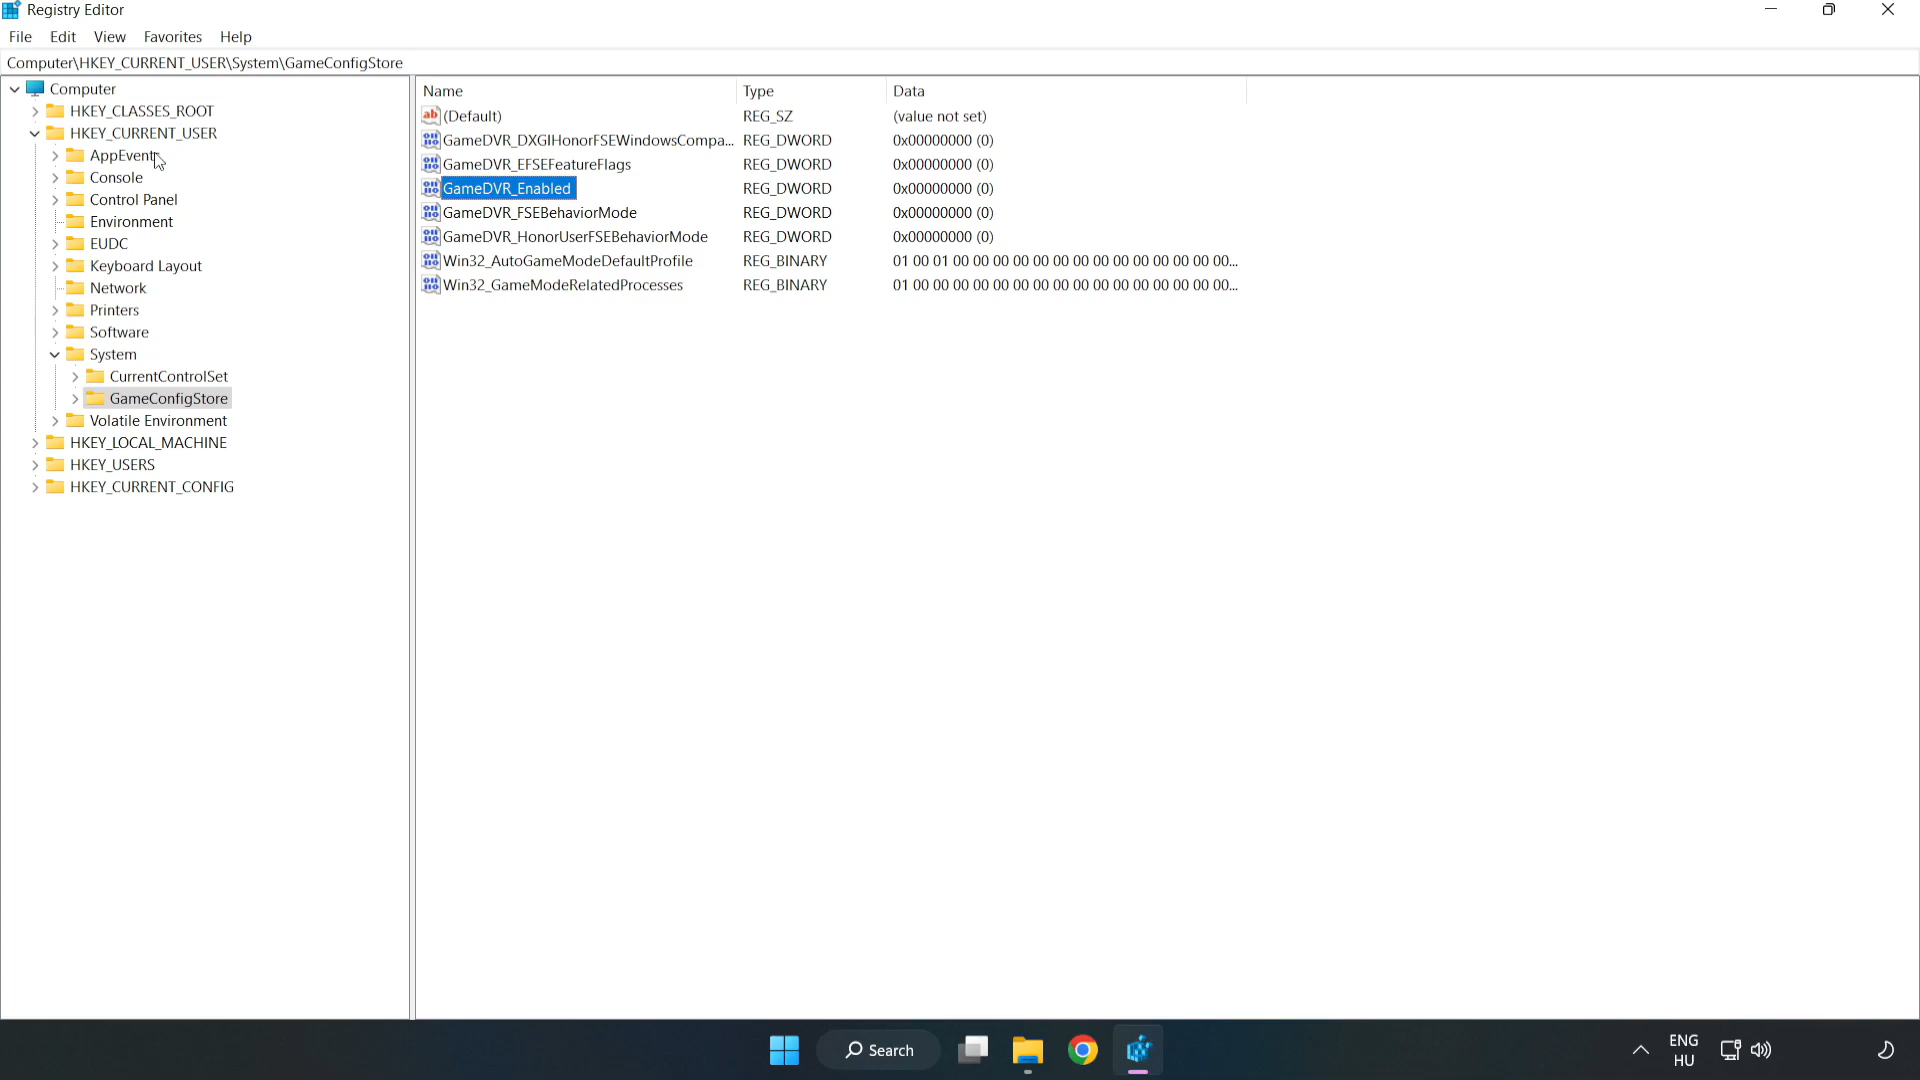 Registry Editor
File Edit View Favorites Help
Computer\HKEY_CURRENT_USER\System\GameConfigStore
Computer
HKEY_CLASSES_ROOT
HKEY_CURRENT_USER
AppEvents
Console
Control Panel
Environment
EUDC
Keyboard Layout
Network
Printers
Software
System
CurrentControlSet
GameConfigStore
Volatile Environment
HKEY_LOCAL_MACHINE
HKEY_USERS
HKEY_CURRENT_CONFIG
Name Type Data
(Default) REG_SZ (value not set)
GameDVR_DXGIHonorFSEWindowsCompa... REG_DWORD 0x00000000 (0)
GameDVR_EFSEFeatureFlags REG_DWORD 0x00000000 (0)
GameDVR_Enabled REG_DWORD 0x00000000 (0)
GameDVR_FSEBehaviorMode REG_DWORD 0x00000000 (0)
GameDVR_HonorUserFSEBehaviorMode REG_DWORD 0x00000000 (0)
Win32_AutoGameModeDefaultProfile REG_BINARY 01 00 01 00 00 00 00 00 00 00 00 00 00 00 00 00 00...
Win32_GameModeRelatedProcesses REG_BINARY 01 00 00 00 00 00 00 00 00 00 00 00 00 00 00 00 00...
Search
ENG
HU